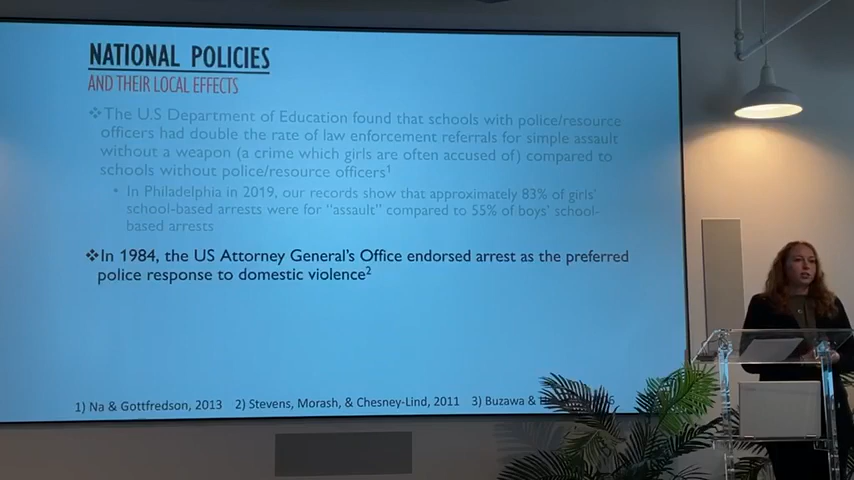 NATIONAL POLICIES
AND THEIR LOCAL EFFECTS
❖The U.S Department of Education found that schools with police/resource
officers had double the rate of law enforcement referrals for simple assault
without a weapon (a crime which girls are often accused of) compared to
schools without police/resource officers¹
• In Philadelphia in 2019, our records show that approximately 83% of girls'
school-based arrests were for "assault" compared to 55% of boys' school-
based arrests
❖In 1984, the US Attorney General's Office endorsed arrest as the preferred
police response to domestic violence²
1) Na & Gottfredson, 2013 2) Stevens, Morash, & Chesney-Lind, 2011 3) Buzawa &